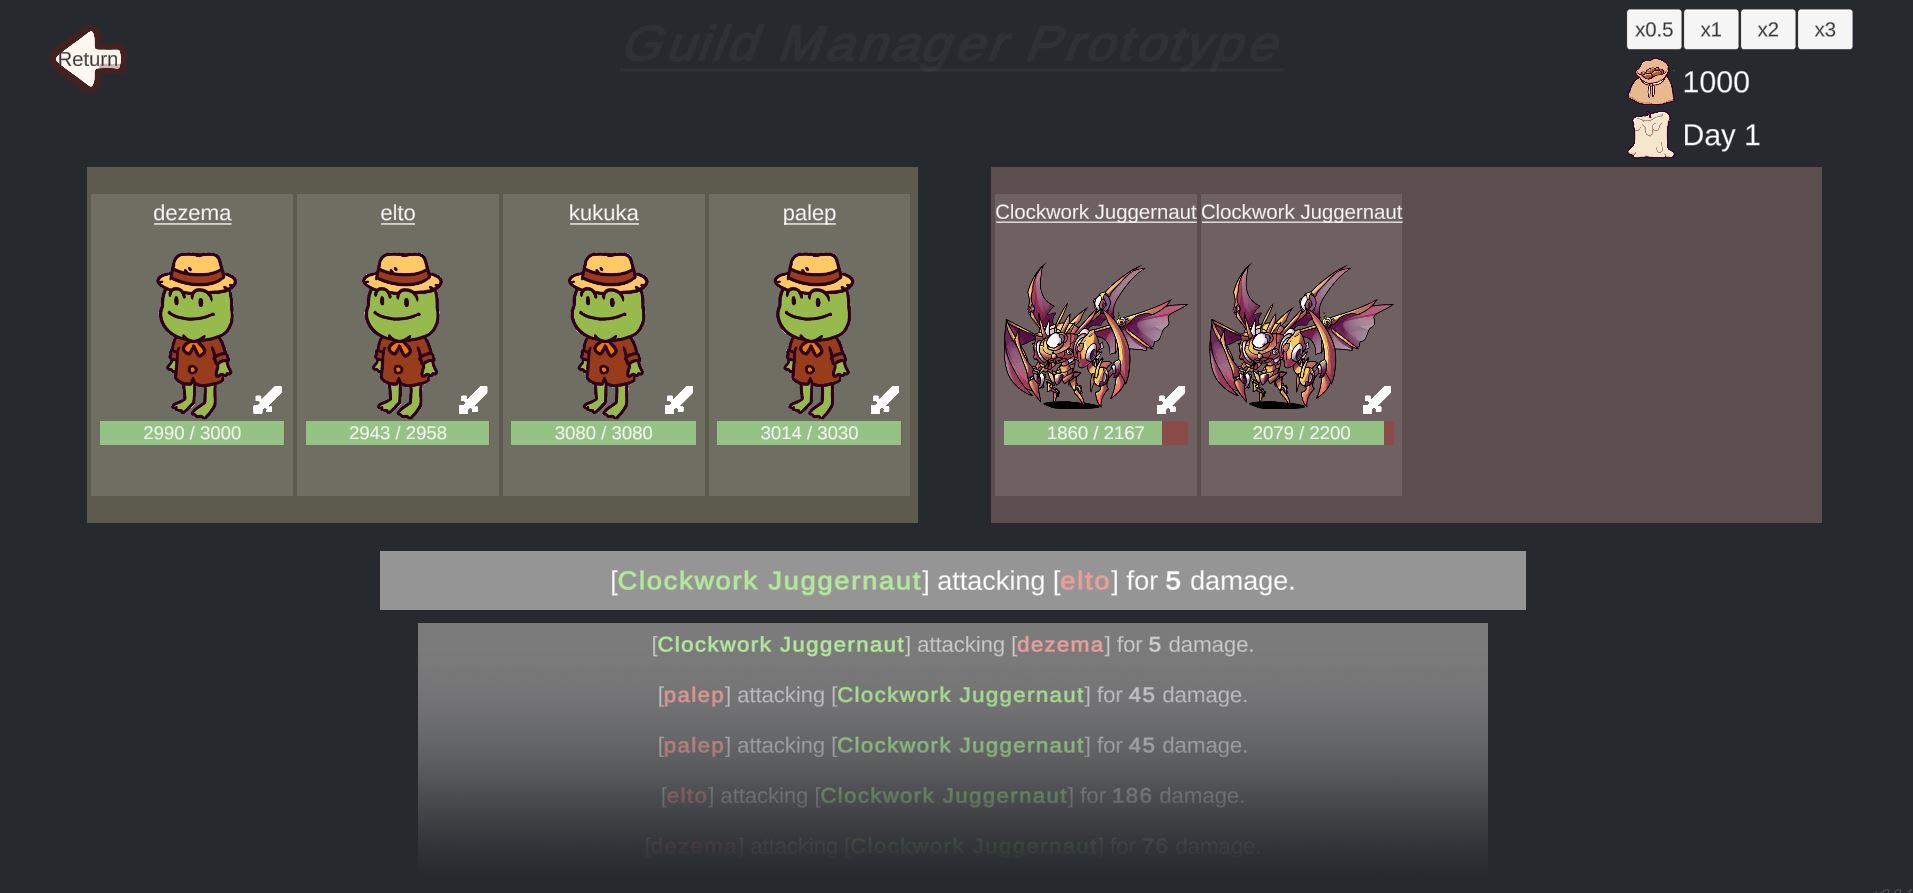 Guild Manager Prototype
x0.5 x1 x2 x3
Return
1000
Day 1
dezema elto kukuka palep
Clockwork Juggernaut Clockwork Juggernaut
2990 / 3000 2943 / 2958 3080 / 3080 3014 / 3030
1860 / 2167 2079 / 2200
[Clockwork Juggernaut] attacking [elto] for 5 damage.
[Clockwork Juggernaut] attacking [dezema] for 5 damage.
[palep] attacking [Clockwork Juggernaut] for 45 damage.
[palep] attacking [Clockwork Juggernaut] for 45 damage.
[elto] attacking [Clockwork Juggernaut] for 186 damage.
[dezema] attacking [Clockwork Juggernaut] for 76 damage.